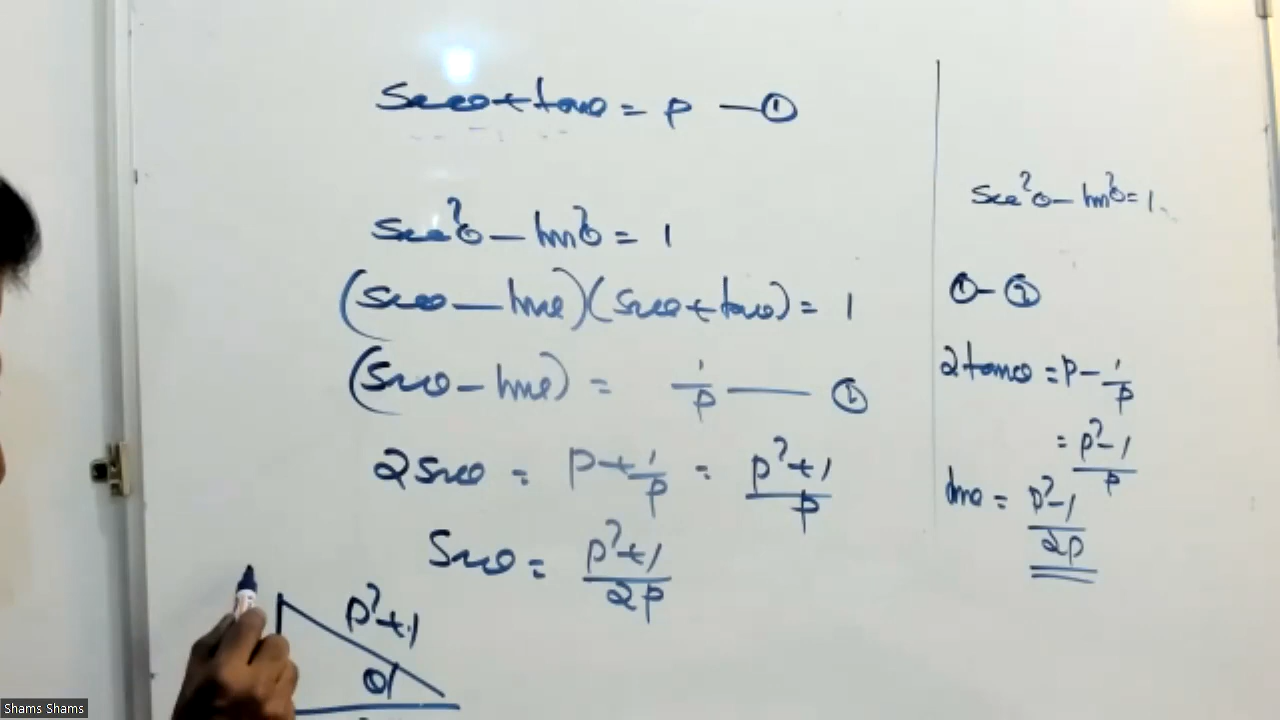 secθ+tanθ = p — ①
sec²θ – tan²θ = 1
(secθ – tanθ)(secθ+tanθ) = 1
(secθ – tanθ) = 1/p — ②
2secθ = p+1/p = p²+1/p
secθ = p²+1/2p
p²+1
θ
sec²θ – tan²θ = 1
① – ②
2tanθ = p – 1/p
= p²–1/p
tanθ = p²–1/2p
Shams Shams